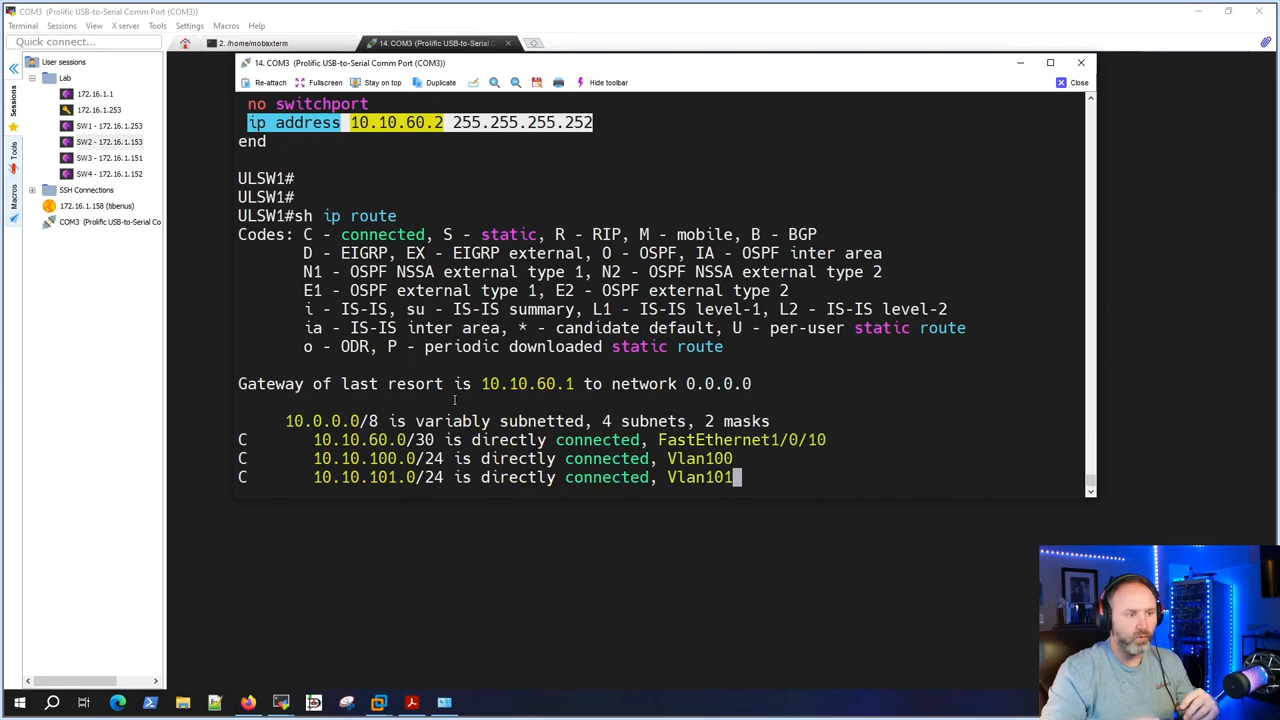 COM3 (Prolific USB-to-Serial Comm Port (COM3))
Terminal Sessions View X server Tools Settings Macros Help
Quick connect...
2. /home/mobaxterm
14. COM3 (Prolific USB-to-Serial
User sessions
Lab
172.16.1.1
172.16.1.253
SW1 - 172.16.1.253
SW2 - 172.16.1.153
SW3 - 172.16.1.151
SW4 - 172.16.1.152
SSH Connections
172.16.1.158 (tiberius)
COM3 (Prolific USB-to-Serial Co
Sessions
Tools
Macros
14. COM3 (Prolific USB-to-Serial Comm Port (COM3))
Re-attach Fullscreen Stay on top Duplicate Hide toolbar Close
no switchport
ip address 10.10.60.2 255.255.255.252
end
ULSW1#
ULSW1#
ULSW1#sh ip route
Codes: C - connected, S - static, R - RIP, M - mobile, B - BGP
D - EIGRP, EX - EIGRP external, O - OSPF, IA - OSPF inter area
N1 - OSPF NSSA external type 1, N2 - OSPF NSSA external type 2
E1 - OSPF external type 1, E2 - OSPF external type 2
i - IS-IS, su - IS-IS summary, L1 - IS-IS level-1, L2 - IS-IS level-2
ia - IS-IS inter area, * - candidate default, U - per-user static route
o - ODR, P - periodic downloaded static route
Gateway of last resort is 10.10.60.1 to network 0.0.0.0
10.0.0.0/8 is variably subnetted, 4 subnets, 2 masks
C 10.10.60.0/30 is directly connected, FastEthernet1/0/10
C 10.10.100.0/24 is directly connected, Vlan100
C 10.10.101.0/24 is directly connected, Vlan101